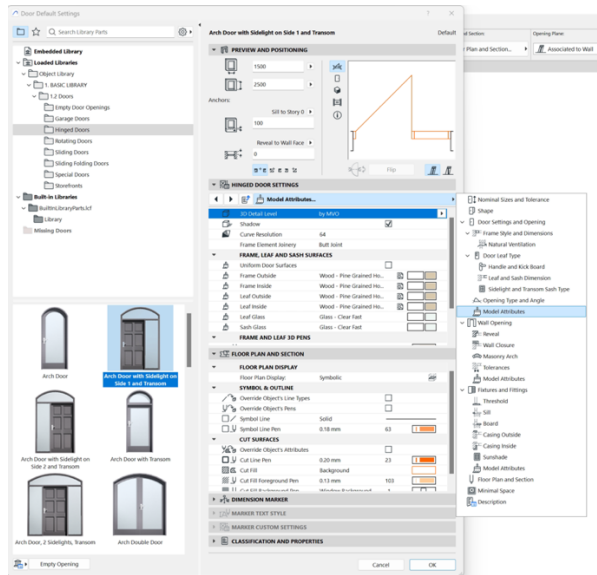 Door Default Settings
? X
Search Library Parts
Embedded Library
Loaded Libraries
Object Library
1. BASIC LIBRARY
1.2 Doors
Empty Door Openings
Garage Doors
Hinged Doors
Rotating Doors
Sliding Doors
Sliding Folding Doors
Special Doors
Storefronts
Built-in Libraries
BuiltInLibraryParts.lcf
Library
Missing Doors
Arch Door
Arch Door with Sidelight on
Side 1 and Transom
Arch Door with Sidelight on
Side 2 and Transom
Arch Door with Transom
Arch Door, 2 Sidelights, Transom
Arch Double Door
Empty Opening
Arch Door with Sidelight on Side 1 and Transom
Default
PREVIEW AND POSITIONING
1500
2500
Anchors:
Sill to Story 0
100
Reveal to Wall Face
0
Flip
HINGED DOOR SETTINGS
Model Attributes...
3D Detail Level by MVO
Shadow
Curve Resolution 64
Frame Element Joinery Butt Joint
FRAME, LEAF AND SASH SURFACES
Uniform Door Surfaces
Frame Outside Wood - Pine Grained Ho...
Frame Inside Wood - Pine Grained Ho...
Leaf Outside Wood - Pine Grained Ho...
Leaf Inside Wood - Pine Grained Ho...
Leaf Glass Glass - Clear Fast
Sash Glass Glass - Clear Fast
FRAME AND LEAF 3D PENS
FLOOR PLAN AND SECTION
FLOOR PLAN DISPLAY
Floor Plan Display: Symbolic
SYMBOL & OUTLINE
Override Object's Line Types
Override Object's Pens
Symbol Line Solid
Symbol Line Pen 0.18 mm 63
CUT SURFACES
Override Object's Attributes
Cut Line Pen 0.20 mm 23
Cut Fill Background
Cut Fill Foreground Pen 0.13 mm 103
Cut Fill Background Pen Window Background 1
DIMENSION MARKER
MARKER TEXT STYLE
MARKER CUSTOM SETTINGS
CLASSIFICATION AND PROPERTIES
Cancel
OK
Section:
Opening Plane:
Plan and Section...
Associated to Wall
Nominal Sizes and Tolerance
Shape
Door Settings and Opening
Frame Style and Dimensions
Natural Ventilation
Door Leaf Type
Handle and Kick Board
Leaf and Sash Dimension
Sidelight and Transom Sash Type
Opening Type and Angle
Model Attributes
Wall Opening
Reveal
Wall Closure
Masonry Arch
Tolerances
Model Attributes
Fixtures and Fittings
Threshold
Sill
Board
Casing Outside
Casing Inside
Sunshade
Model Attributes
Floor Plan and Section
Minimal Space
Description